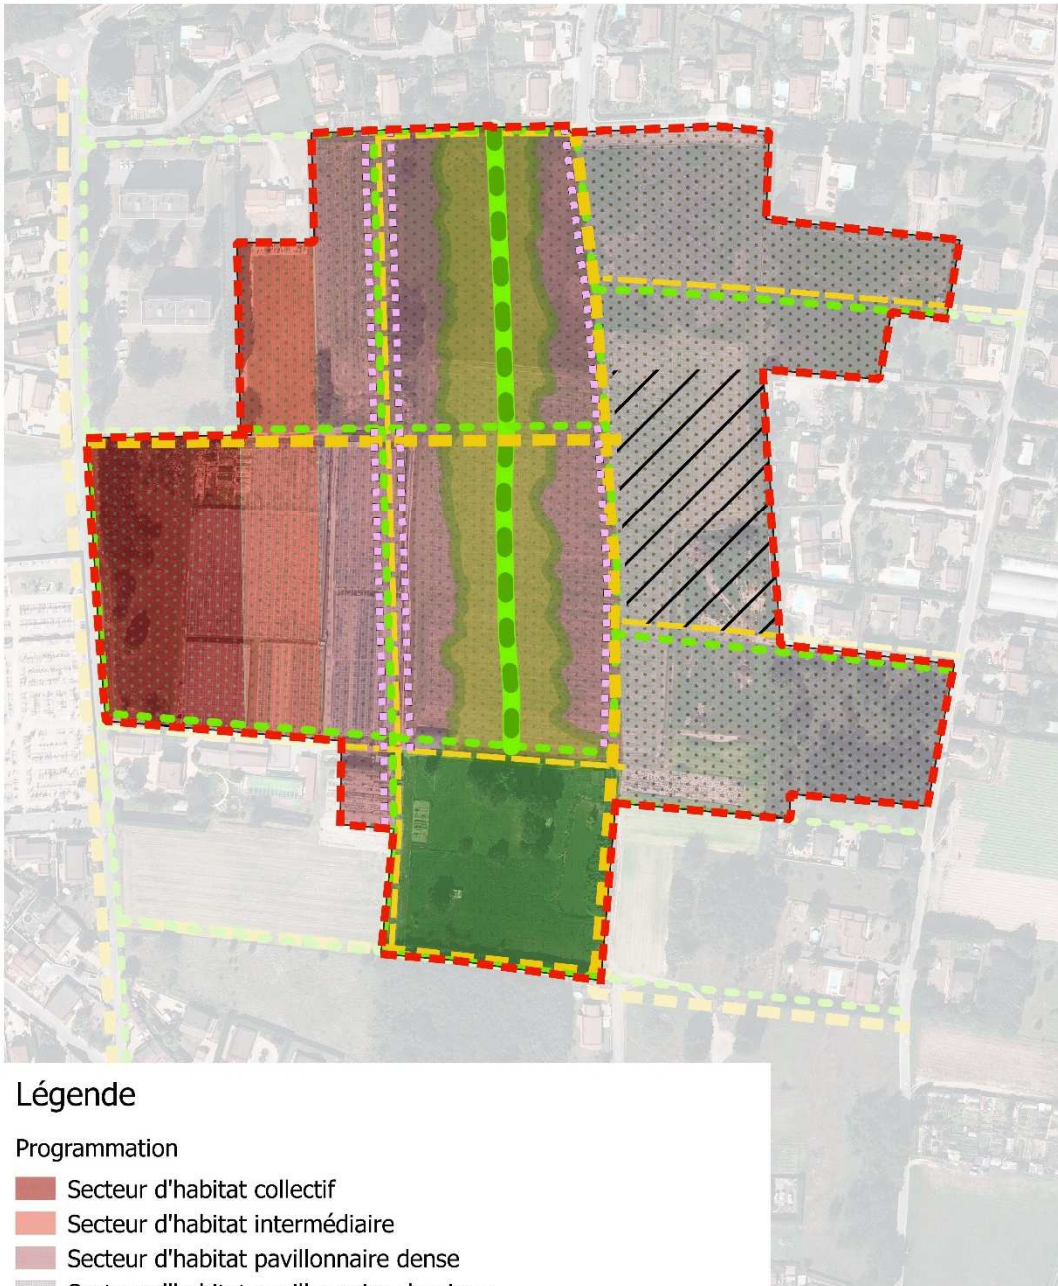 Légende
Programmation
Secteur d'habitat collectif
Secteur d'habitat intermédiaire
Secteur d'habitat pavillonnaire dense